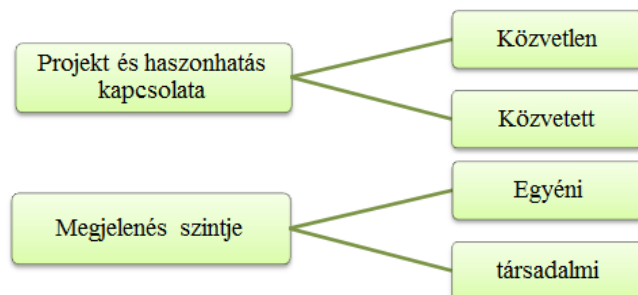 Projekt és haszonhatás
kapcsolata
Közvetlen
Közvetett
Megjelenés szintje
Egyéni
társadalmi